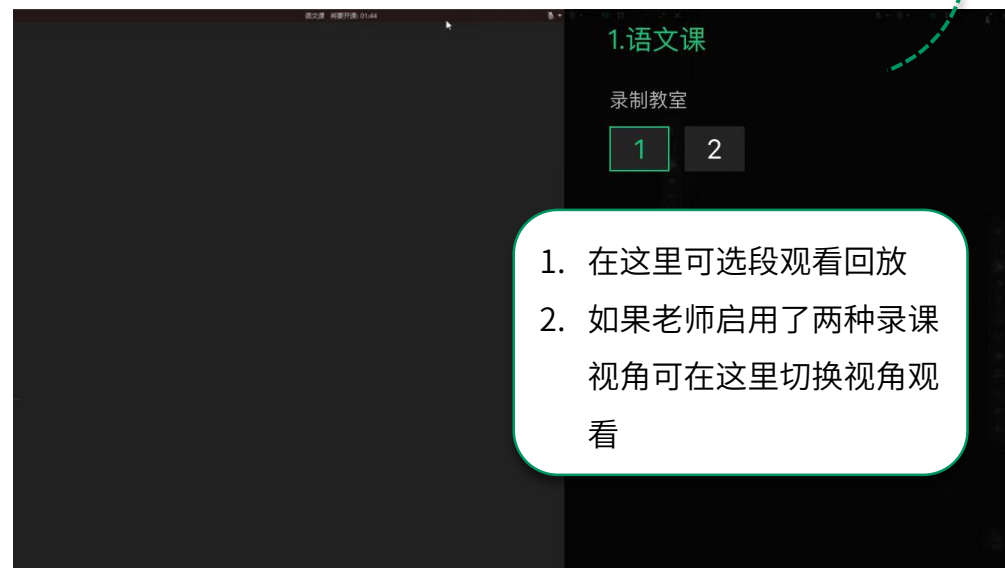 语文课 将要开课: 01:44
1.语文课
录制教室
1 2
1. 在这里可选段观看回放
2. 如果老师启用了两种录课
视角可在这里切换视角观
看